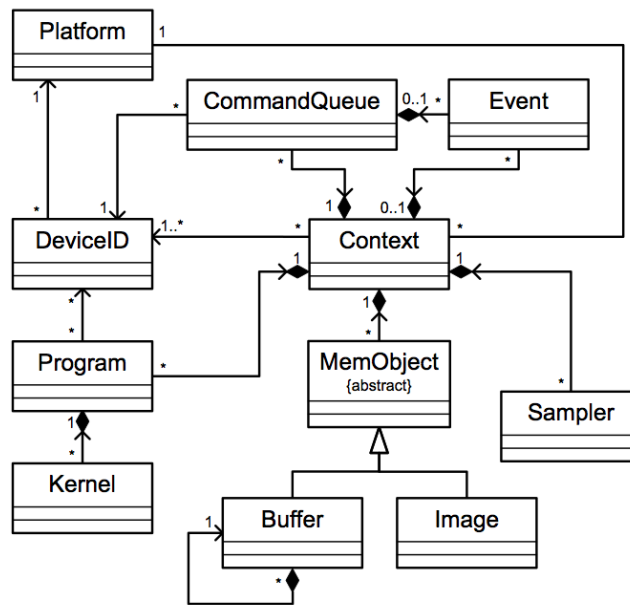 Platform
1
1
CommandQueue
0..1
*
Event
*
*
*
1
1
0..1
*
DeviceID
1..*
*
Context
*
1
1
1
*
*
*
*
Program
MemObject
{abstract}
*
Sampler
1
*
Kernel
1
Buffer
Image
*